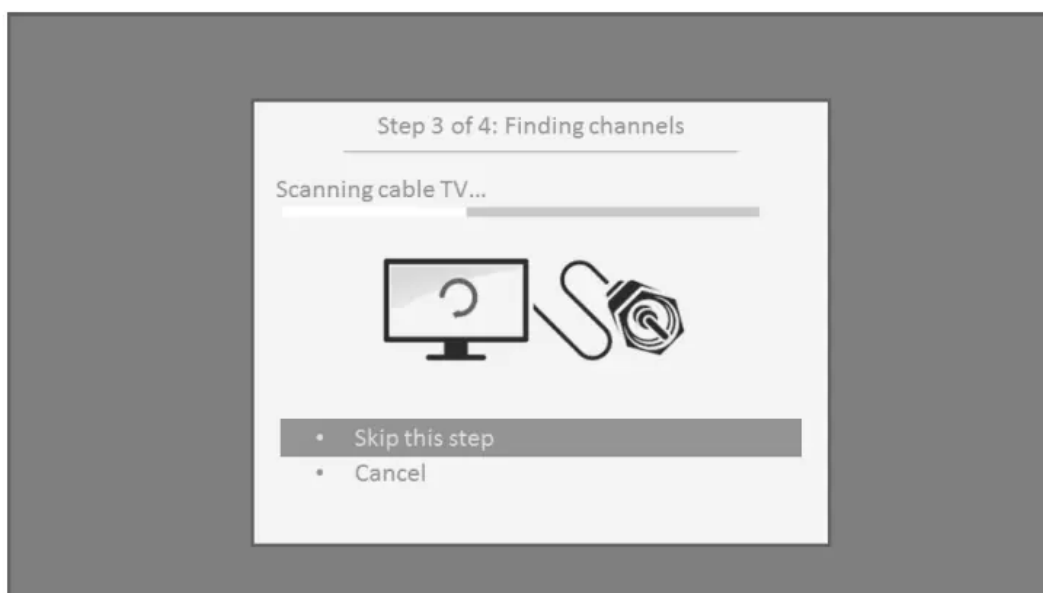 Step 3 of 4: Finding channels
Scanning cable TV...
• Skip this step
• Cancel